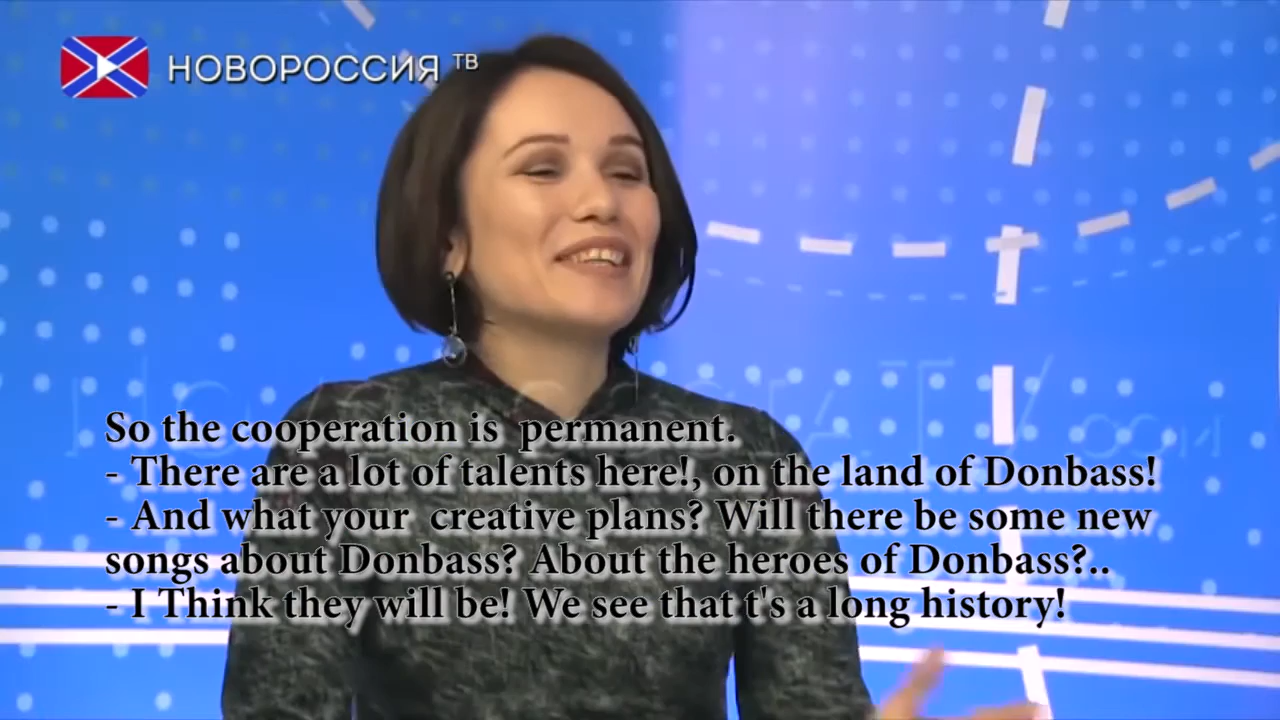 НОВОРОССИЯ ТВ
So the cooperation is permanent.
- There are a lot of talents here!, on the land of Donbass!
- And what your creative plans? Will there be some new
songs about Donbass? About the heroes of Donbass?..
- I Think they will be! We see that t's a long history!